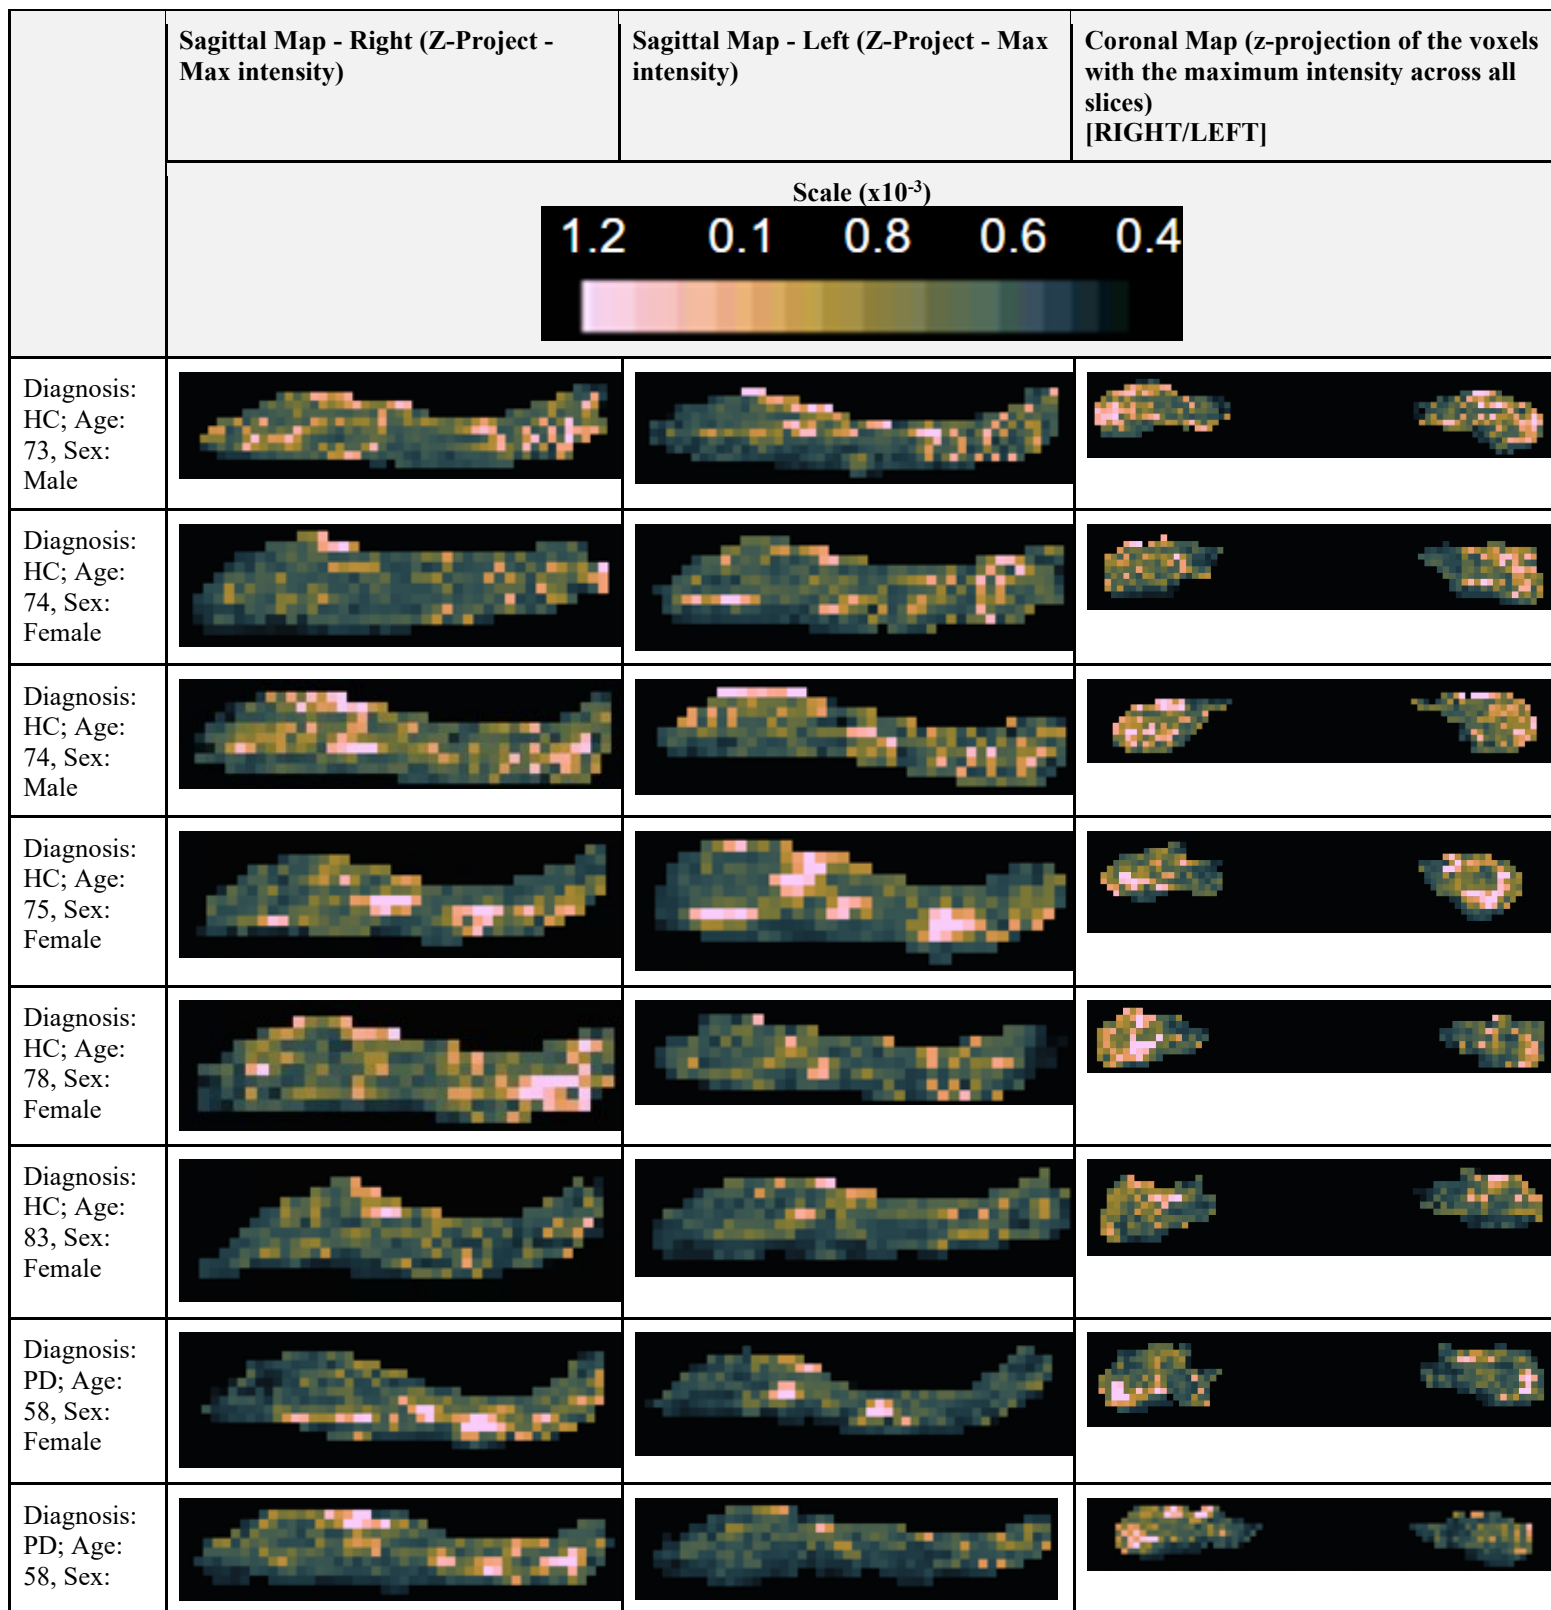 Sagittal Map - Right (Z-Project -
Max intensity)
Sagittal Map - Left (Z-Project - Max
intensity)
Coronal Map (z-projection of the voxels
with the maximum intensity across all
slices)
[RIGHT/LEFT]
Scale (x10⁻³)
1.2 0.1 0.8 0.6 0.4
Diagnosis:
HC; Age:
73, Sex:
Male
Diagnosis:
HC; Age:
74, Sex:
Female
Diagnosis:
HC; Age:
74, Sex:
Male
Diagnosis:
HC; Age:
75, Sex:
Female
Diagnosis:
HC; Age:
78, Sex:
Female
Diagnosis:
HC; Age:
83, Sex:
Female
Diagnosis:
PD; Age:
58, Sex:
Female
Diagnosis:
PD; Age:
58, Sex: